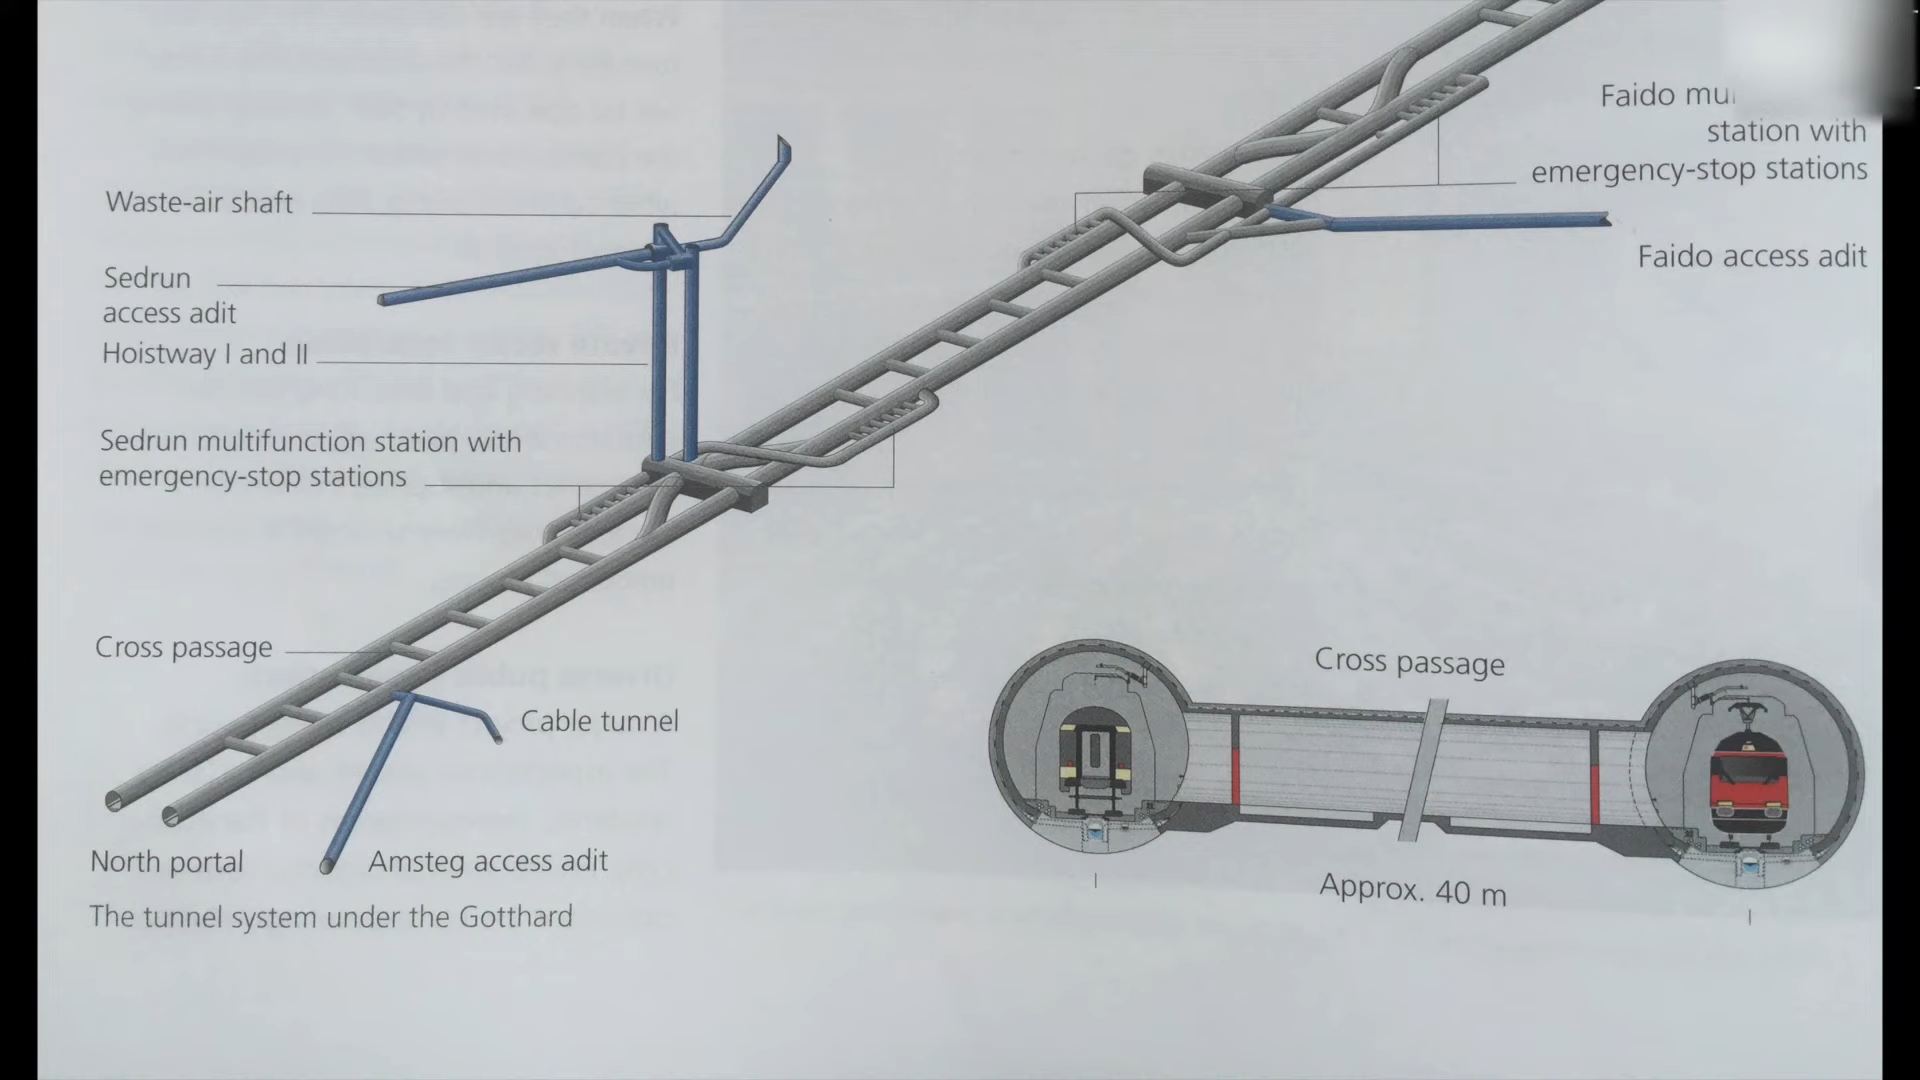 Faido
station with
emergency-stop stations
Faido access adit
Waste-air shaft
Sedrun
access adit
Hoistway I and II
Sedrun multifunction station with
emergency-stop stations
Cross passage
Cable tunnel
North portal
Amsteg access adit
The tunnel system under the Gotthard
Cross passage
Approx. 40 m